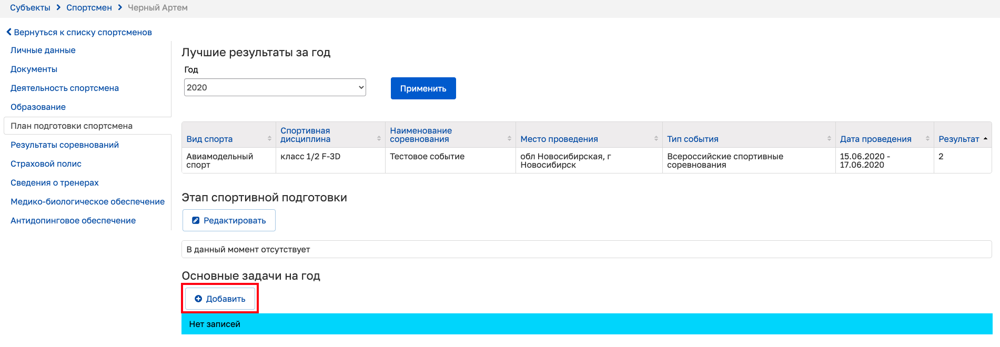 Субъекты > Спортсмен > Черный Артем
Вернуться к списку спортсменов
Личные данные
Документы
Деятельность спортсмена
Образование
План подготовки спортсмена
Результаты соревнований
Страховой полис
Сведения о тренерах
Медико-биологическое обеспечение
Антидопинговое обеспечение
Лучшие результаты за год
Год
2020
Применить
Вид спорта
Спортивная
дисциплина
Наименование
соревнования
Место проведения
Тип события
Дата проведения
Результат
Авиамодельный
спорт
класс 1/2 F-3D
Тестовое событие
обл Новосибирская, г
Новосибирск
Всероссийские спортивные
соревнования
15.06.2020 -
17.06.2020
2
Этап спортивной подготовки
Редактировать
В данный момент отсутствует
Основные задачи на год
Добавить
Нет записей